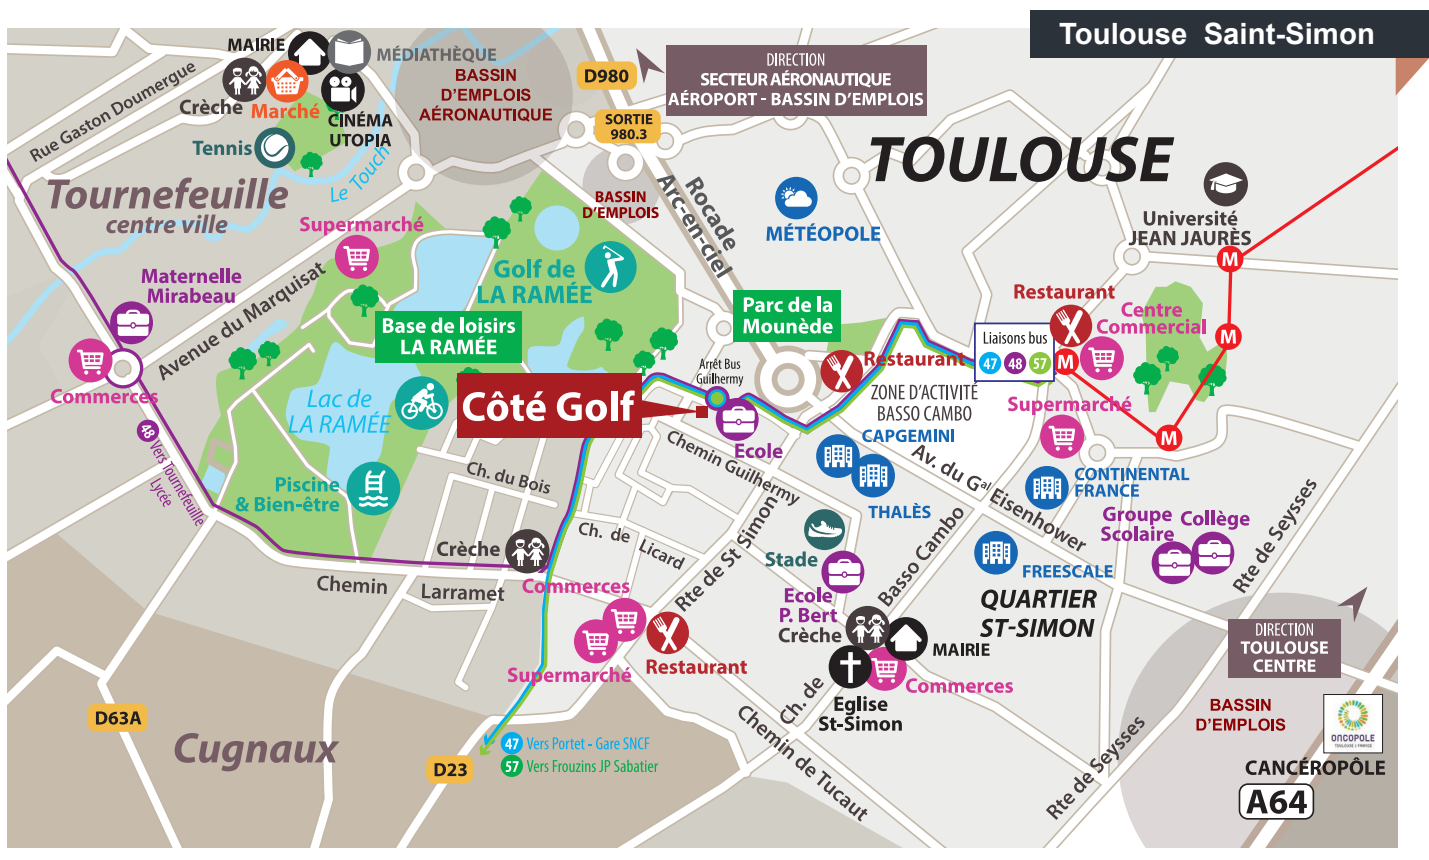 Toulouse Saint-Simon
MAIRIE
MÉDIATHÈQUE
Crèche
Marché
CINÉMA
UTOPIA
Rue Gaston Doumergue
Tennis
Le Touch
BASSIN
D'EMPLOIS
AÉRONAUTIQUE
D980
SORTIE
980.3
DIRECTION
SECTEUR AÉRONAUTIQUE
AÉROPORT - BASSIN D'EMPLOIS
TOULOUSE
Tournefeuille
centre ville
Supermarché
BASSIN
D'EMPLOIS
Rocade
Arc-en-ciel
MÉTÉOPOLE
Université
JEAN JAURÈS
M
Maternelle
Mirabeau
Avenue du Marquisat
Golf de
LA RAMÉE
Base de loisirs
LA RAMÉE
Parc de la
Mounède
Restaurant
Centre
Commercial
M
Liaisons bus
47
48
57
M
Commerces
Lac de
LA RAMÉE
Côté Golf
Arrêt Bus
Guilhermy
Restaurant
ZONE D'ACTIVITÉ
BASSO CAMBO
Supermarché
M
48
Vers Tournefeuille
Lycée
Piscine
& Bien-être
Ch. du Bois
Chemin Guilhermy
Ecole
CAPGEMINI
THALÈS
Av. du Gal Eisenhower
CONTINENTAL
FRANCE
Groupe
Scolaire
Collège
Rte de Seysses
Crèche
Ch. de Licard
Rte de St Simon
Stade
Basso Cambo
FREESCALE
Chemin Larramet
Commerces
Ecole
P. Bert
Crèche
QUARTIER
ST-SIMON
MAIRIE
DIRECTION
TOULOUSE
CENTRE
Supermarché
Restaurant
Commerces
Ch. de
Eglise
St-Simon
BASSIN
D'EMPLOIS
D63A
Cugnaux
D23
47 Vers Portet - Gare SNCF
57 Vers Frouzins JP Sabatier
Chemin de Tucaut
Rte de Seysses
ONCOPOLE
TOULOUSE | FRANCE
CANCÉROPÔLE
A64